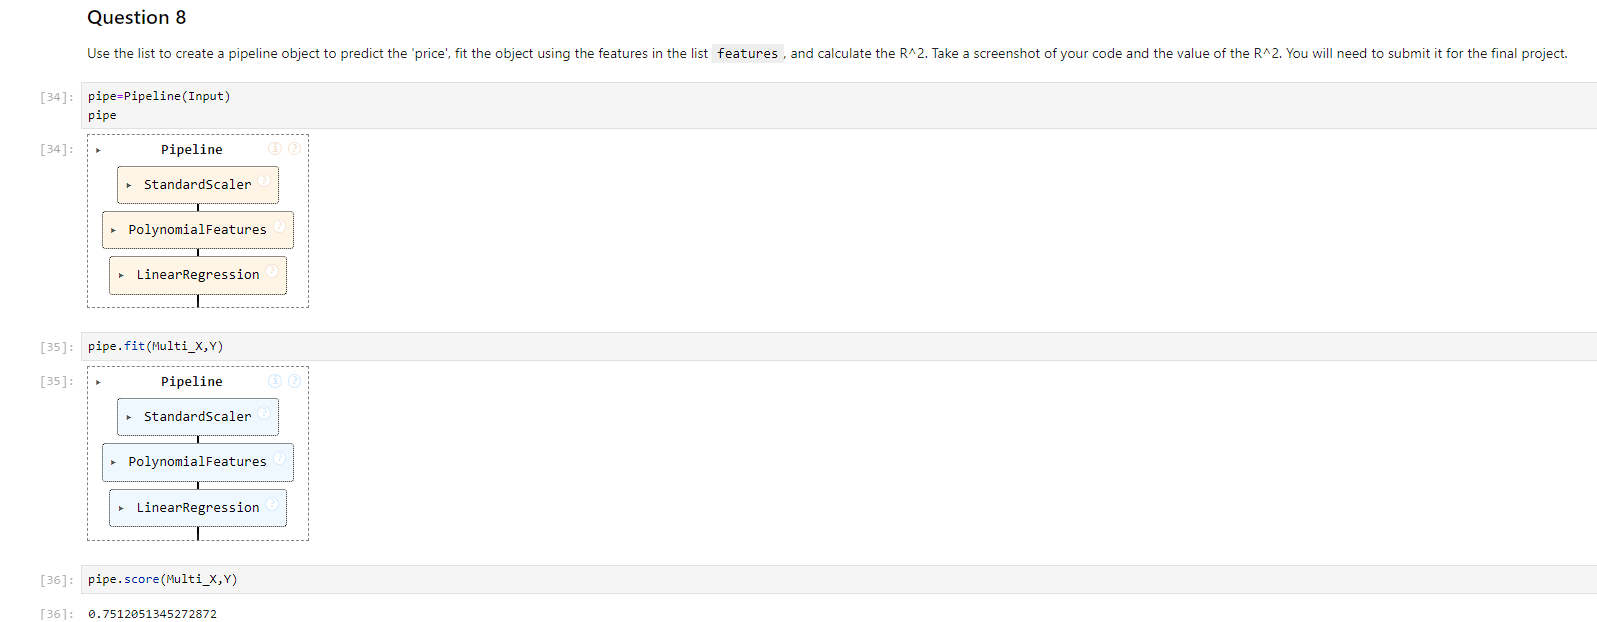 Question 8
Use the list to create a pipeline object to predict the 'price', fit the object using the features in the list features , and calculate the R^2. Take a screenshot of your code and the value of the R^2. You will need to submit it for the final project.
[34]: pipe=Pipeline(Input)
pipe
[34]: ▸ Pipeline i ?
▸ StandardScaler ?
▸ PolynomialFeatures ?
▸ LinearRegression ?
[35]: pipe.fit(Multi_X,Y)
[35]: ▸ Pipeline i ?
▸ StandardScaler ?
▸ PolynomialFeatures ?
▸ LinearRegression ?
[36]: pipe.score(Multi_X,Y)
[36]: 0.7512051345272872